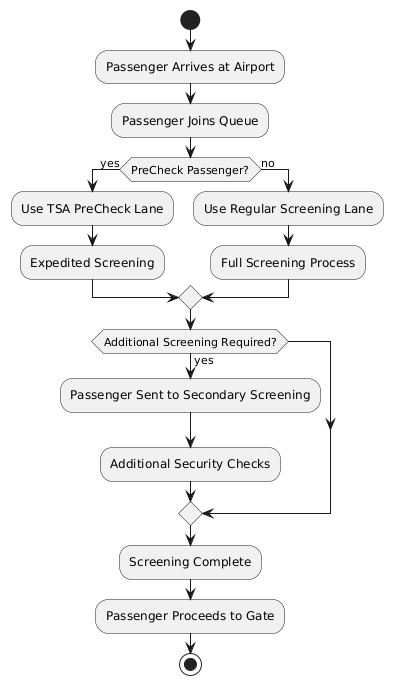 Passenger Arrives at Airport
Passenger Joins Queue
yes
PreCheck Passenger?
no
Use TSA PreCheck Lane
Use Regular Screening Lane
Expedited Screening
Full Screening Process
Additional Screening Required?
yes
Passenger Sent to Secondary Screening
Additional Security Checks
Screening Complete
Passenger Proceeds to Gate